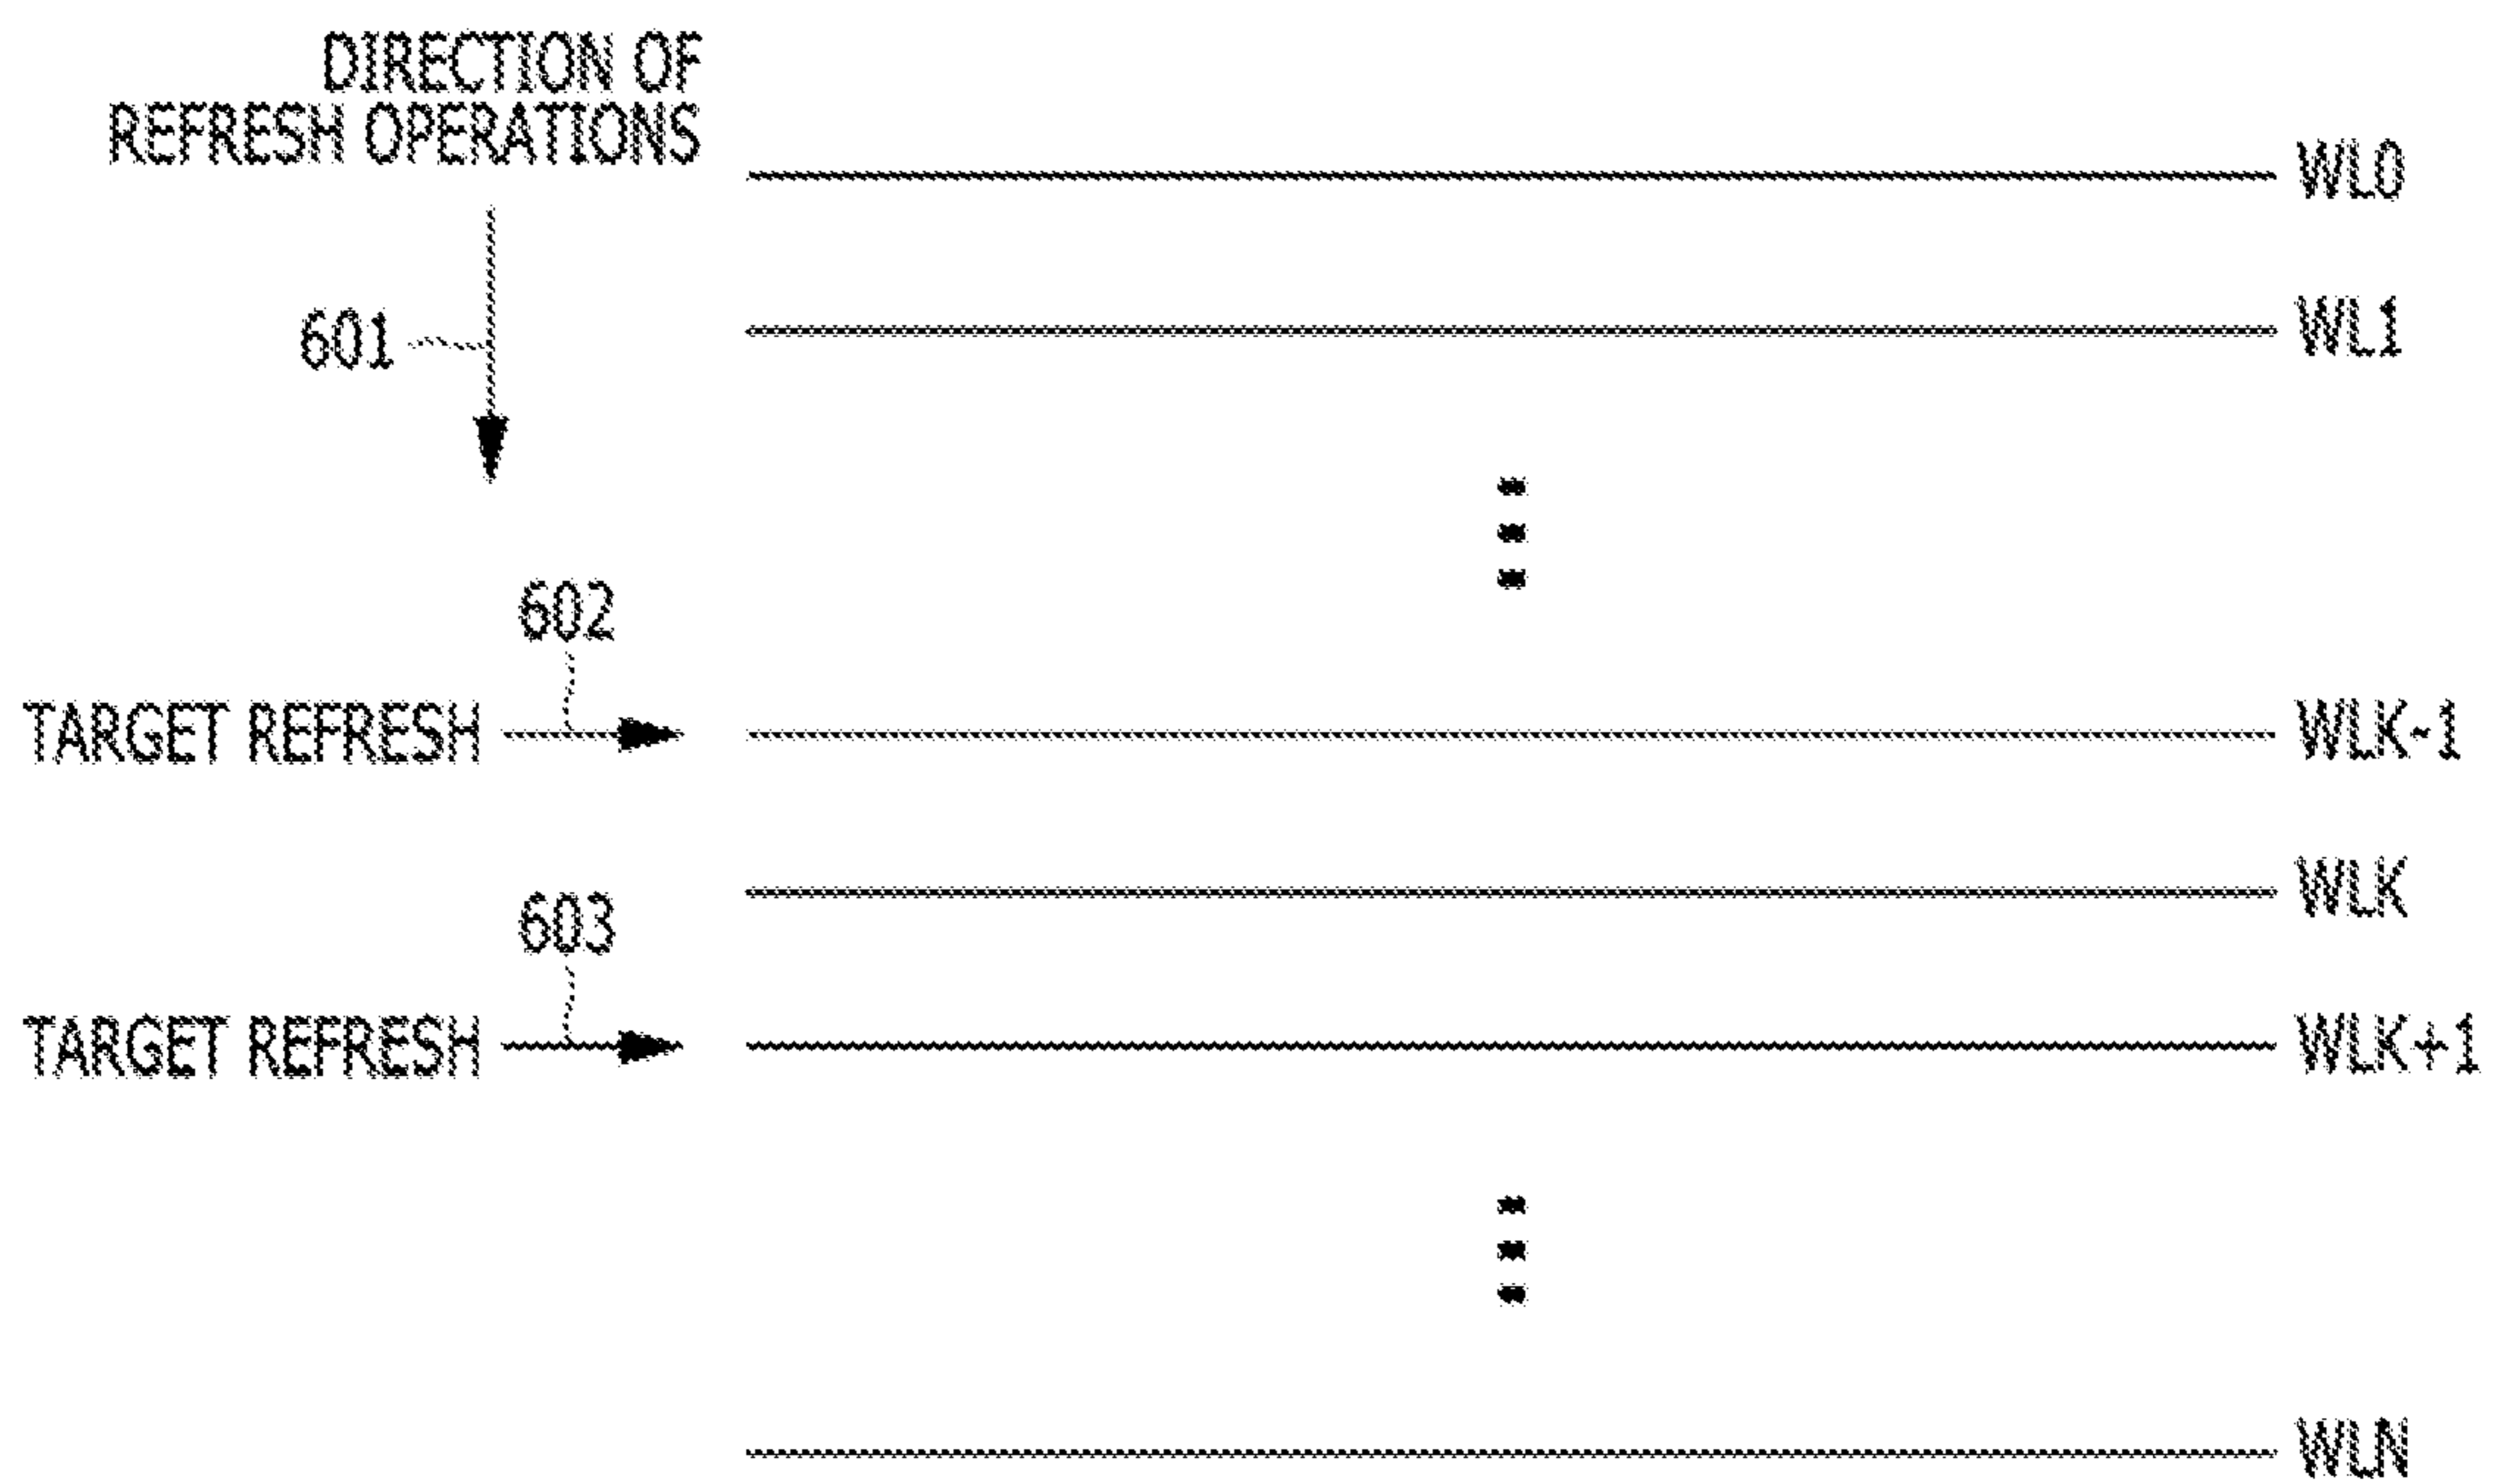 DIRECTION OF
REFRESH OPERATIONS
WL0
601
WL1
602
TARGET REFRESH
WLK-1
WLK
603
TARGET REFRESH
WLK+1
WLN